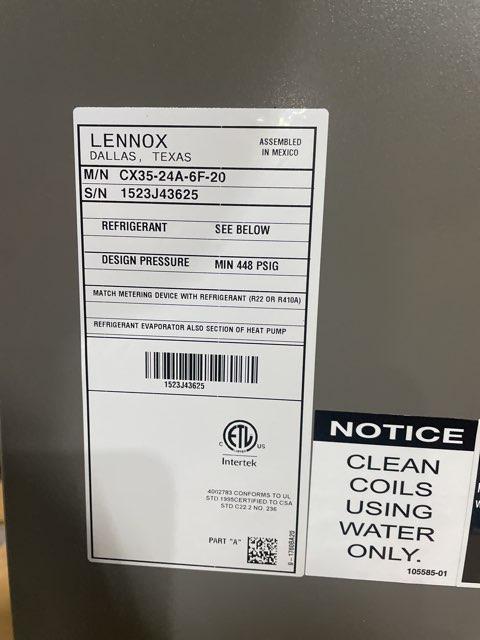 LENNOX
DALLAS, TEXAS
ASSEMBLED
IN MEXICO
M/N CX35-24A-6F-20
S/N 1523J43625
REFRIGERANT SEE BELOW
DESIGN PRESSURE MIN 448 PSIG
MATCH METERING DEVICE WITH REFRIGERANT (R22 OR R410A)
REFRIGERANT EVAPORATOR ALSO SECTION OF HEAT PUMP
1523J43625
C ETL US
Intertek
4002783 CONFORMS TO UL
STD 1995CERTIFIED TO CSA
STD C22.2 NO. 236
PART "A"
NOTICE
CLEAN
COILS
USING
WATER
ONLY.
105585-01